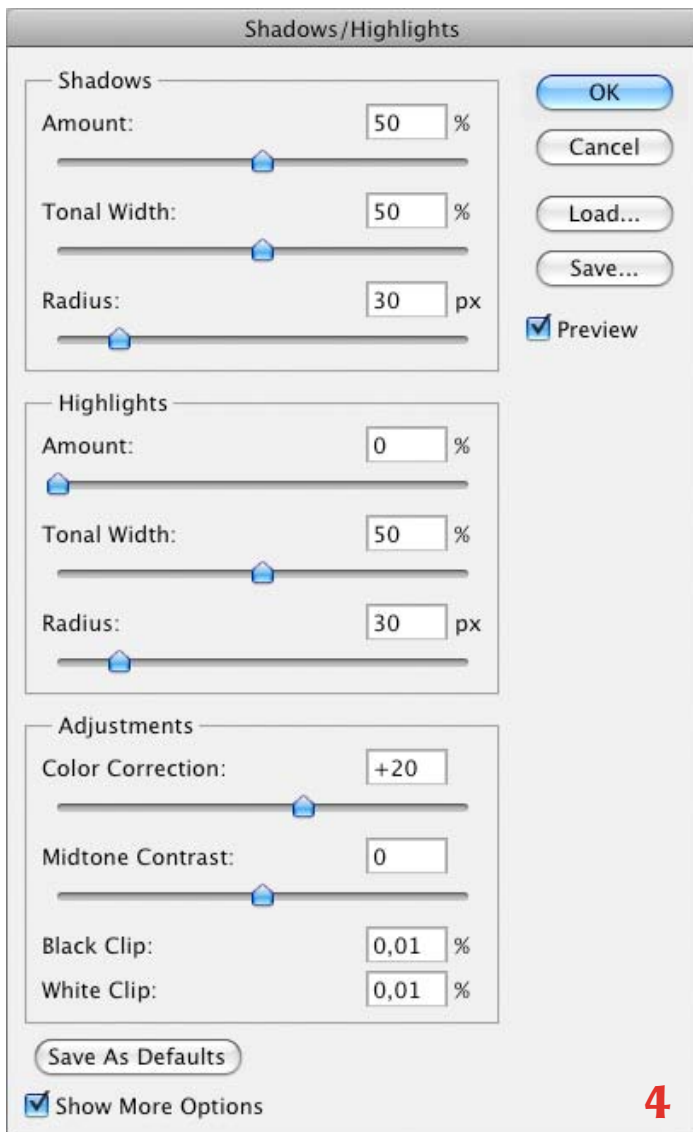 Shadows/Highlights
Shadows
Amount: 50 %
Tonal Width: 50 %
Radius: 30 px
Highlights
Amount: 0 %
Tonal Width: 50 %
Radius: 30 px
Adjustments
Color Correction: +20
Midtone Contrast: 0
Black Clip: 0,01 %
White Clip: 0,01 %
Save As Defaults
Show More Options
OK
Cancel
Load...
Save...
Preview
4